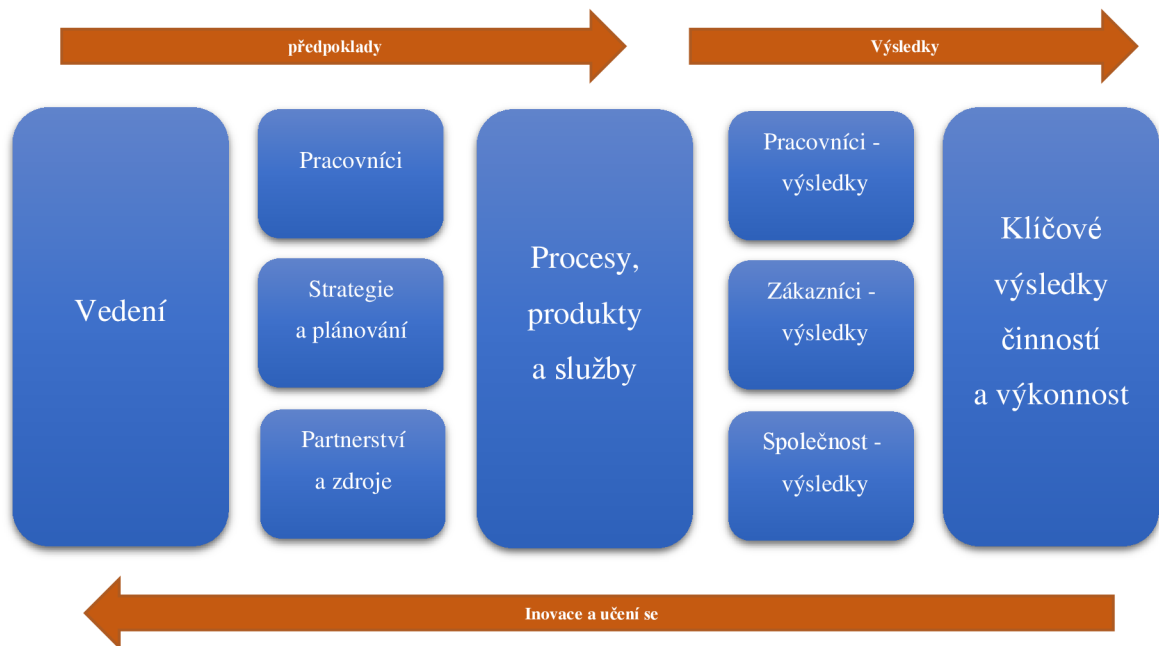 předpoklady
Výsledky
Vedení
Pracovníci
Strategie
a plánování
Partnerství
a zdroje
Procesy,
produkty
a služby
Pracovníci -
výsledky
Zákazníci -
výsledky
Společnost -
výsledky
Klíčové
výsledky
činností
a výkonnost
Inovace a učení se